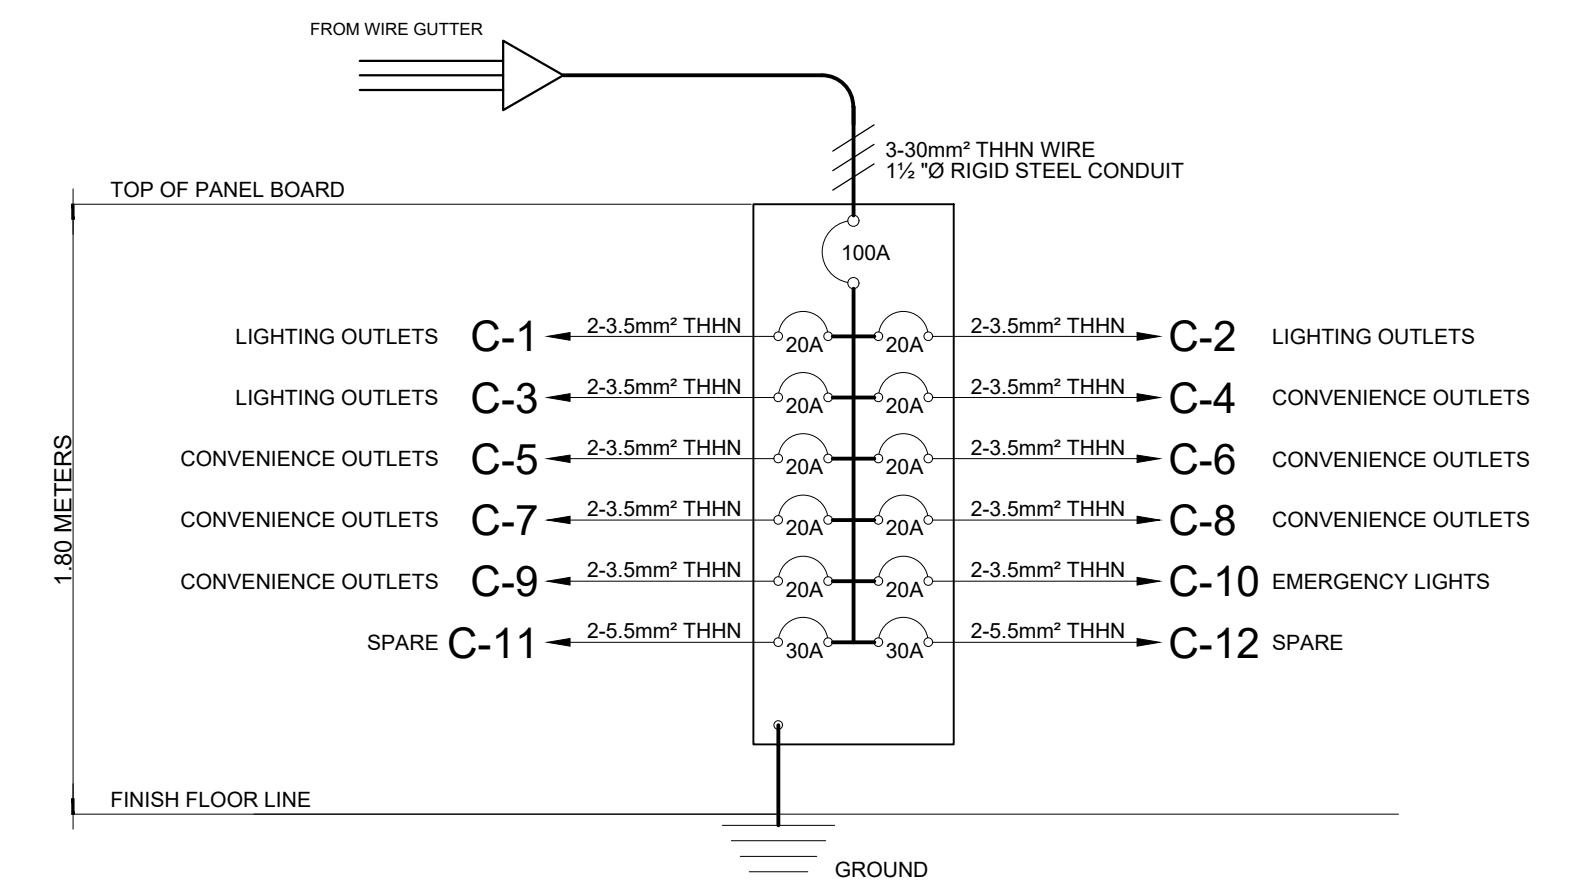 FROM WIRE GUTTER
3-30mm² THHN WIRE
1½ "Ø RIGID STEEL CONDUIT
TOP OF PANEL BOARD
100A
LIGHTING OUTLETS C-1 2-3.5mm² THHN 20A 20A 2-3.5mm² THHN C-2 LIGHTING OUTLETS
LIGHTING OUTLETS C-3 2-3.5mm² THHN 20A 20A 2-3.5mm² THHN C-4 CONVENIENCE OUTLETS
CONVENIENCE OUTLETS C-5 2-3.5mm² THHN 20A 20A 2-3.5mm² THHN C-6 CONVENIENCE OUTLETS
CONVENIENCE OUTLETS C-7 2-3.5mm² THHN 20A 20A 2-3.5mm² THHN C-8 CONVENIENCE OUTLETS
CONVENIENCE OUTLETS C-9 2-3.5mm² THHN 20A 20A 2-3.5mm² THHN C-10 EMERGENCY LIGHTS
SPARE C-11 2-5.5mm² THHN 30A 30A 2-5.5mm² THHN C-12 SPARE
1.80 METERS
FINISH FLOOR LINE
GROUND